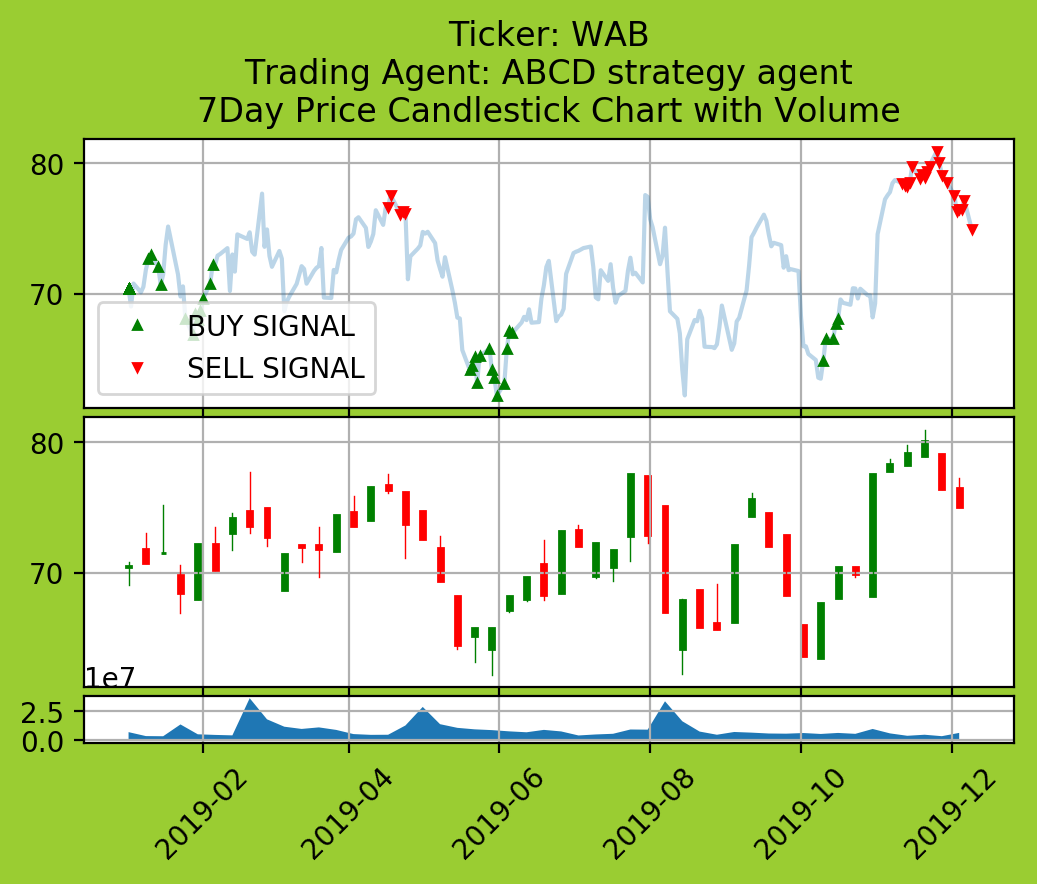 Ticker: WAB
Trading Agent: ABCD strategy agent
7Day Price Candlestick Chart with Volume
80
70
BUY SIGNAL
SELL SIGNAL
80
70
1e7
2.5
0.0
2019-02
2019-04
2019-06
2019-08
2019-10
2019-12